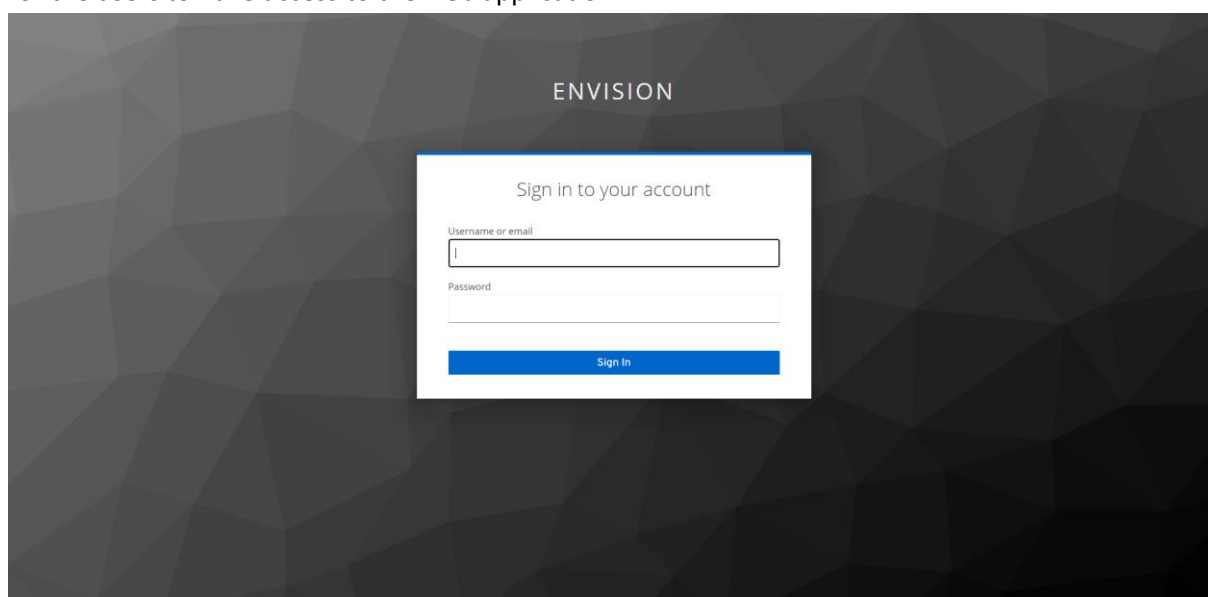 ENVISION
Sign in to your account
Username or email
Password
Sign In